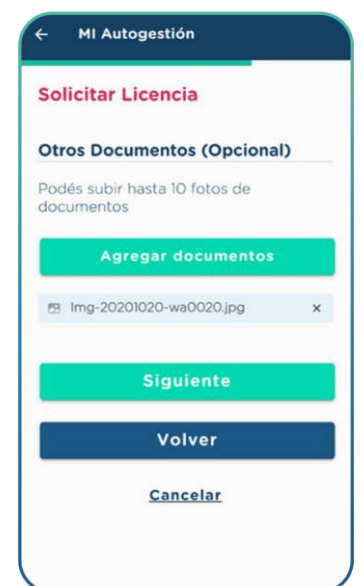 MI Autogestión
Solicitar Licencia
Otros Documentos (Opcional)
Podés subir hasta 10 fotos de
documentos
Agregar documentos
Img-20201020-wa0020.jpg
Siguiente
Volver
Cancelar